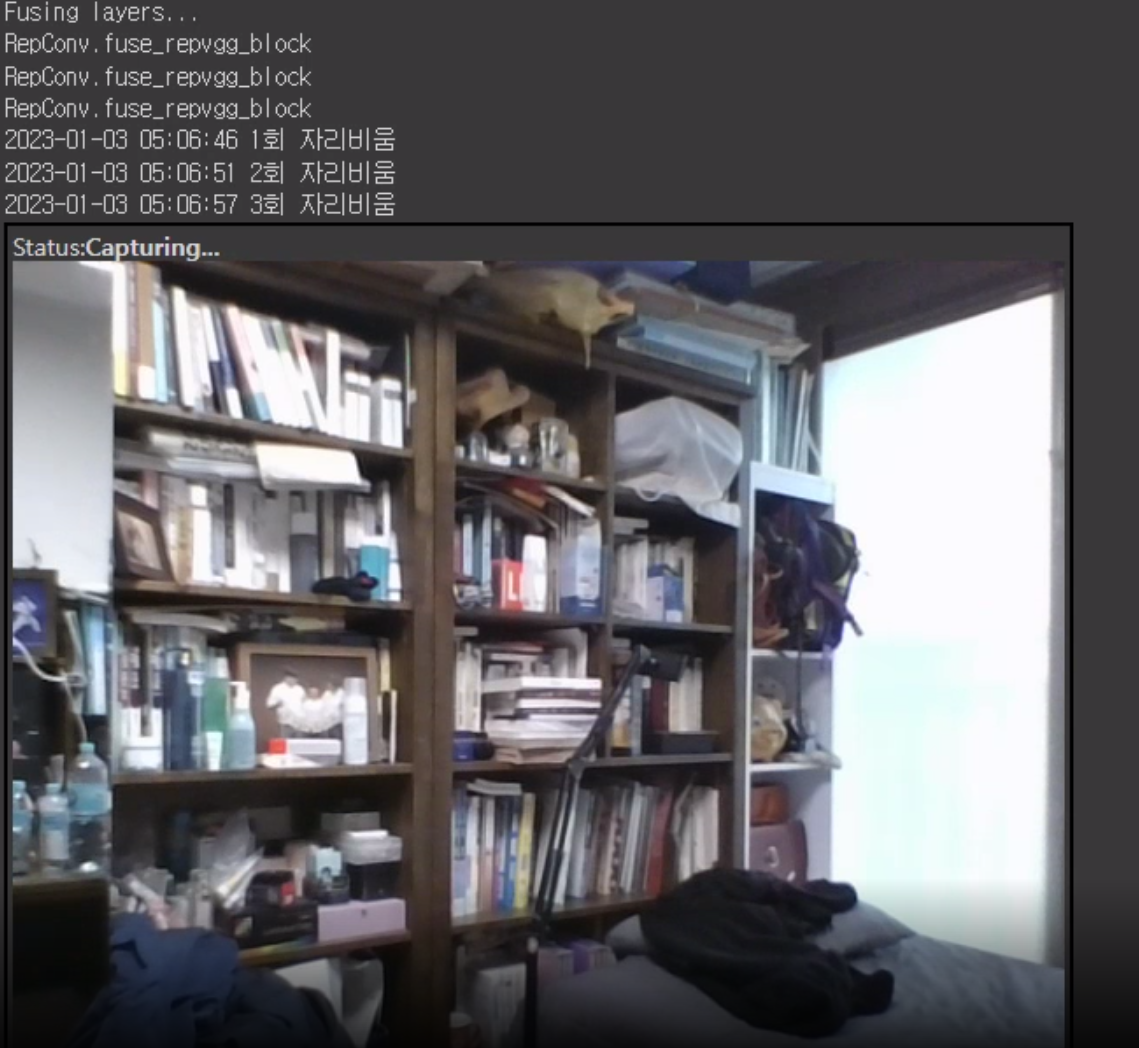 Fusing layers...
RepConv.fuse_repvgg_block
RepConv.fuse_repvgg_block
RepConv.fuse_repvgg_block
2023-01-03 05:06:46 1회 자리비움
2023-01-03 05:06:51 2회 자리비움
2023-01-03 05:06:57 3회 자리비움
Status:Capturing...